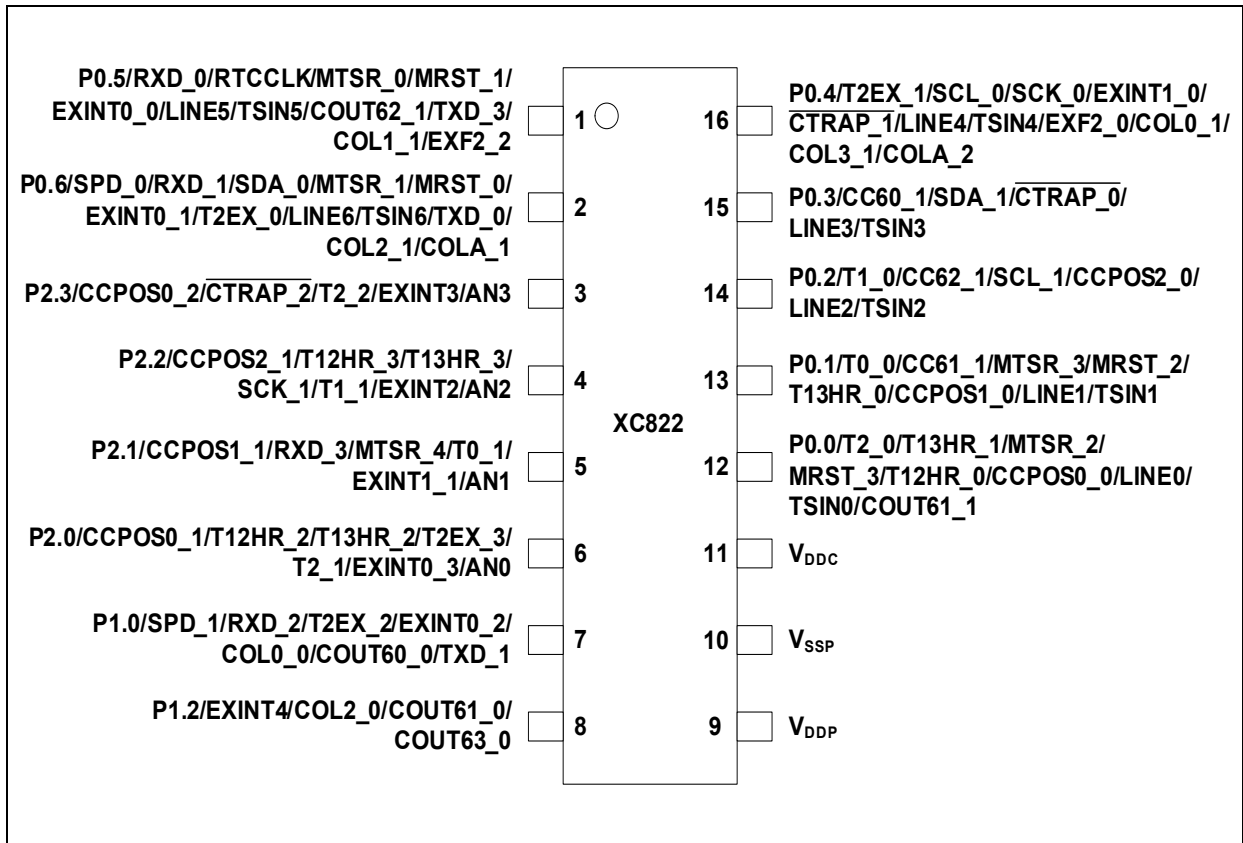 P0.5/RXD_0/RTCCLK/MTSR_0/MRST_1/
EXINT0_0/LINE5/TSIN5/COUT62_1/TXD_3/
COL1_1/EXF2_2
1
P0.6/SPD_0/RXD_1/SDA_0/MTSR_1/MRST_0/
EXINT0_1/T2EX_0/LINE6/TSIN6/TXD_0/
COL2_1/COLA_1
2
P2.3/CCPOS0_2/CTRAP_2/T2_2/EXINT3/AN3
3
P2.2/CCPOS2_1/T12HR_3/T13HR_3/
SCK_1/T1_1/EXINT2/AN2
4
P2.1/CCPOS1_1/RXD_3/MTSR_4/T0_1/
EXINT1_1/AN1
5
P2.0/CCPOS0_1/T12HR_2/T13HR_2/T2EX_3/
T2_1/EXINT0_3/AN0
6
P1.0/SPD_1/RXD_2/T2EX_2/EXINT0_2/
COL0_0/COUT60_0/TXD_1
7
P1.2/EXINT4/COL2_0/COUT61_0/
COUT63_0
8
XC822
16
P0.4/T2EX_1/SCL_0/SCK_0/EXINT1_0/
CTRAP_1/LINE4/TSIN4/EXF2_0/COL0_1/
COL3_1/COLA_2
15
P0.3/CC60_1/SDA_1/CTRAP_0/
LINE3/TSIN3
14
P0.2/T1_0/CC62_1/SCL_1/CCPOS2_0/
LINE2/TSIN2
13
P0.1/T0_0/CC61_1/MTSR_3/MRST_2/
T13HR_0/CCPOS1_0/LINE1/TSIN1
12
P0.0/T2_0/T13HR_1/MTSR_2/
MRST_3/T12HR_0/CCPOS0_0/LINE0/
TSIN0/COUT61_1
11
VDDC
10
VSSP
9
VDDP